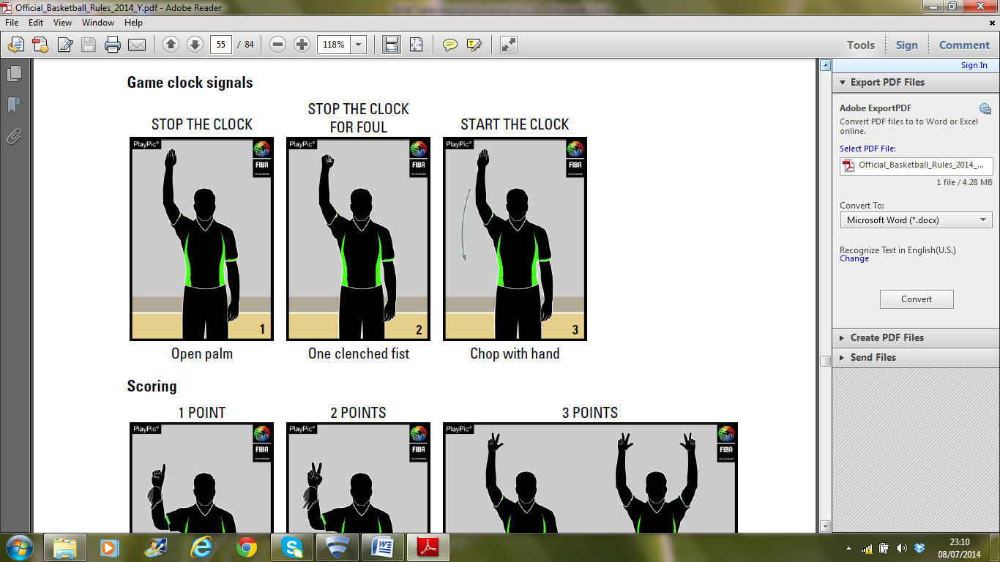 Official_Basketball_Rules_2014_Y.pdf - Adobe Reader
File Edit View Window Help
55 / 84 118% Tools Sign Comment
Sign In
Export PDF Files
Adobe ExportPDF
Convert PDF files to to Word or Excel
online.
Select PDF File:
Official_Basketball_Rules_2014_...
1 file / 4.28 MB
Convert To:
Microsoft Word (*.docx)
Recognize Text in English(U.S.)
Change
Convert
Create PDF Files
Send Files
Game clock signals
STOP THE CLOCK
STOP THE CLOCK
FOR FOUL
START THE CLOCK
PlayPic®
FIBA
1
PlayPic®
FIBA
2
PlayPic®
FIBA
3
Open palm
One clenched fist
Chop with hand
Scoring
1 POINT
2 POINTS
3 POINTS
PlayPic®
FIBA
PlayPic®
FIBA
PlayPic®
FIBA
23:10
08/07/2014